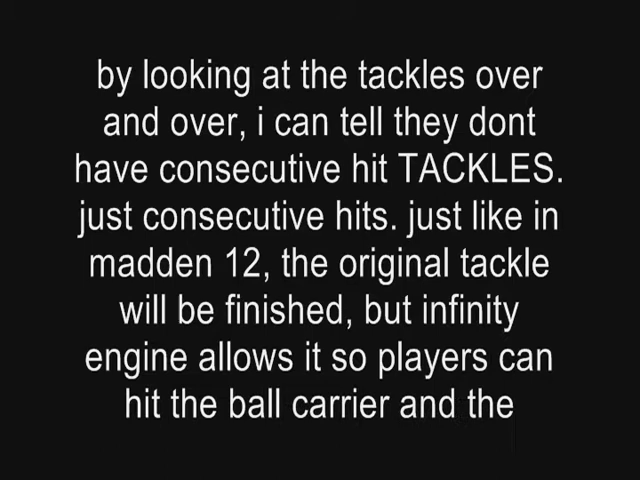 by looking at the tackles over
and over, i can tell they dont
have consecutive hit TACKLES.
just consecutive hits. just like in
madden 12, the original tackle
will be finished, but infinity
engine allows it so players can
hit the ball carrier and the